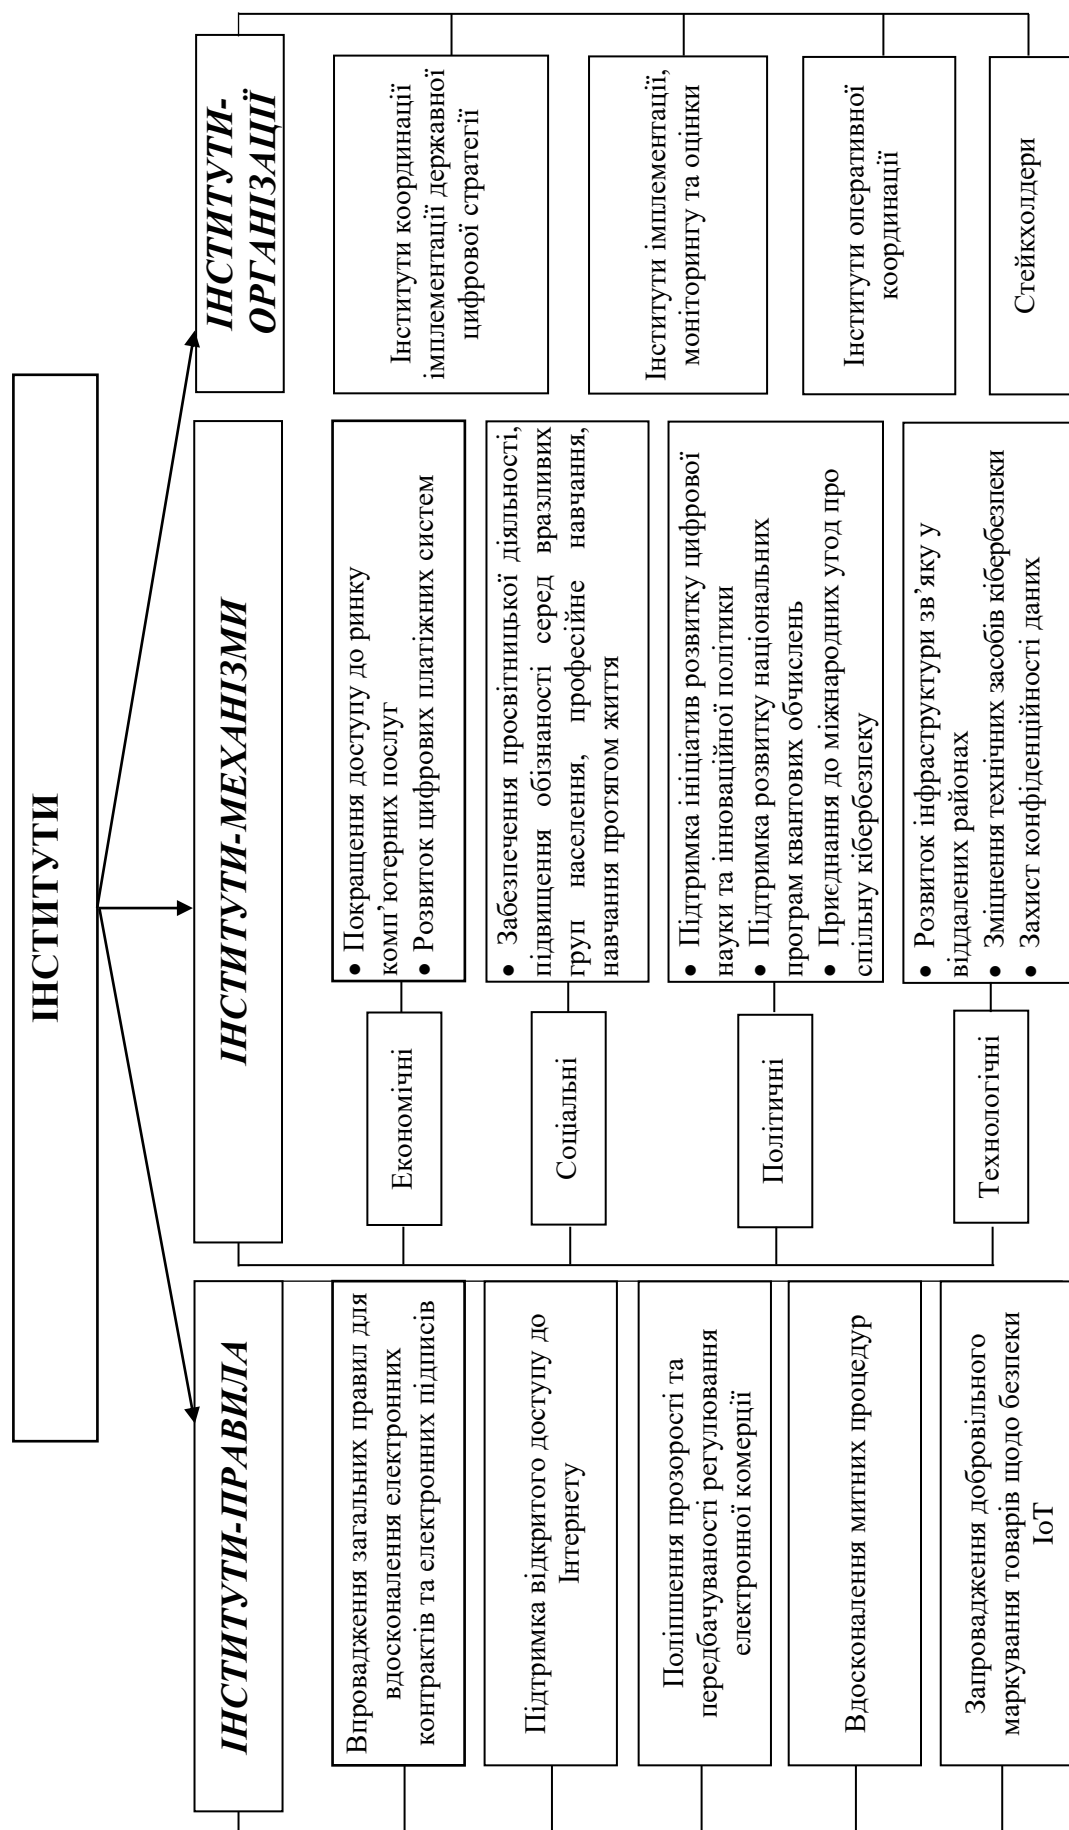 ІНСТИТУТИ
ІНСТИТУТИ-ПРАВИЛА
Впровадження загальних правил для
вдосконалення електронних
контрактів та електронних підписів
Підтримка відкритого доступу до
Інтернету
Поліпшення прозорості та
передбачуваності регулювання
електронної комерції
Вдосконалення митних процедур
Запровадження добровільного
маркування товарів щодо безпеки
IoT
ІНСТИТУТИ-МЕХАНІЗМИ
Економічні
• Покращення доступу до ринку
комп’ютерних послуг
• Розвиток цифрових платіжних систем
Соціальні
• Забезпечення просвітницької діяльності,
підвищення обізнаності серед вразливих
груп населення, професійне навчання,
навчання протягом життя
Політичні
• Підтримка ініціатив розвитку цифрової
науки та інноваційної політики
• Підтримка розвитку національних
програм квантових обчислень
• Приєднання до міжнародних угод про
спільну кібербезпеку
Технологічні
• Розвиток інфраструктури зв’яку у
віддалених районах
• Зміцнення технічних засобів кібербезпеки
• Захист конфіденційності даних
ІНСТИТУТИ-
ОРГАНІЗАЦІЇ
Інститути координації
імплементації державної
цифрової стратегії
Інститути імплементації,
моніторингу та оцінки
Інститути оперативної
координації
Стейкхолдери